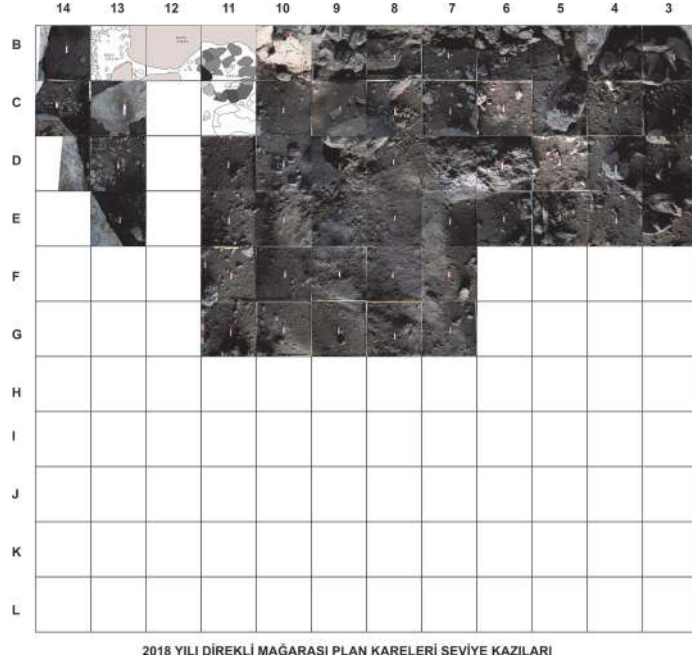 14 13 12 11 10 9 8 7 6 5 4 3
B
C
D
E
F
G
H
I
J
K
L
2018 YILI DİREKLİ MAĞARASI PLAN KARELERİ SEVİYE KAZILARI